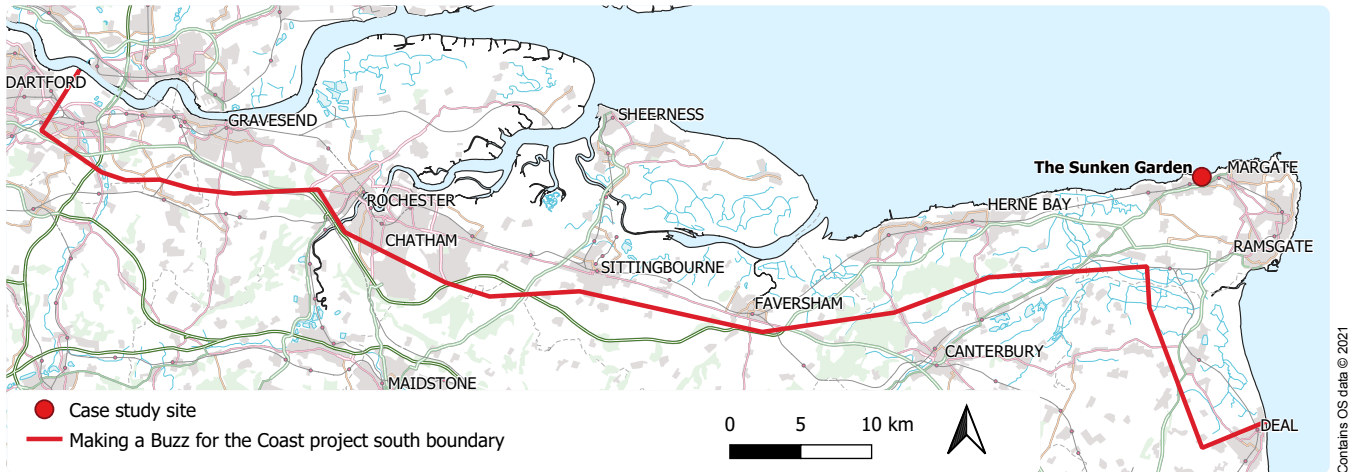 DARTFORD
GRAVESEND
SHEERNESS
The Sunken Garden
MARGATE
ROCHESTER
HERNE BAY
CHATHAM
RAMSGATE
SITTINGBOURNE
FAVERSHAM
CANTERBURY
MAIDSTONE
DEAL
Case study site
Making a Buzz for the Coast project south boundary
0 5 10 km
Contains OS data © 2021